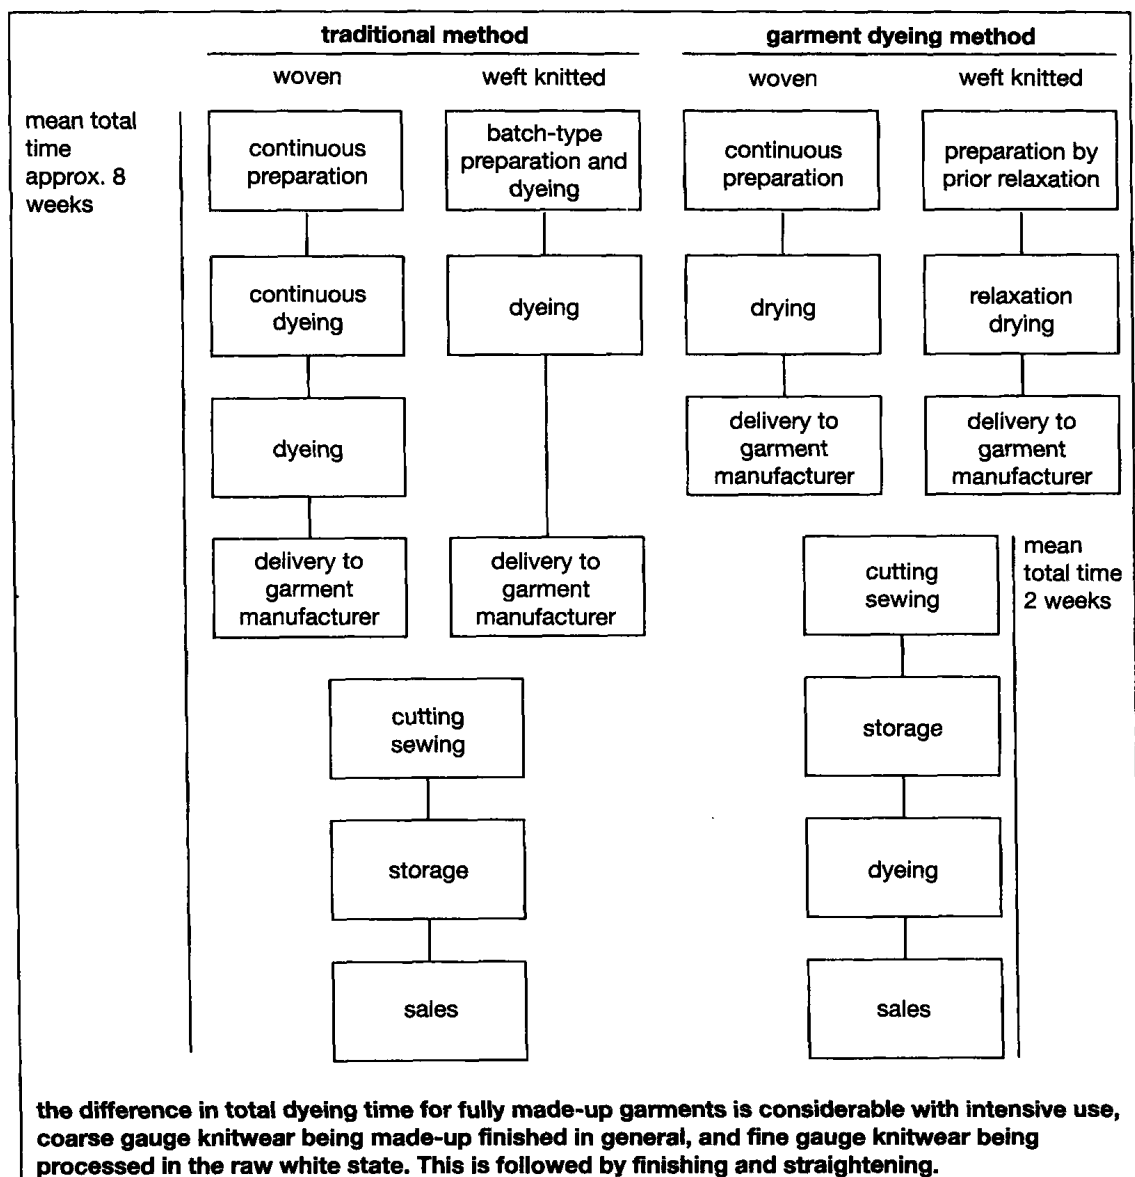 traditional method
garment dyeing method
woven
weft knitted
woven
weft knitted
mean total
time
approx. 8
weeks
continuous
preparation
batch-type
preparation and
dyeing
continuous
preparation
preparation by
prior relaxation
continuous
dyeing
dyeing
drying
relaxation
drying
dyeing
delivery to
garment
manufacturer
delivery to
garment
manufacturer
delivery to
garment
manufacturer
delivery to
garment
manufacturer
cutting
sewing
storage
sales
cutting
sewing
mean
total time
2 weeks
storage
dyeing
sales
the difference in total dyeing time for fully made-up garments is considerable with intensive use,
coarse gauge knitwear being made-up finished in general, and fine gauge knitwear being
processed in the raw white state. This is followed by finishing and straightening.